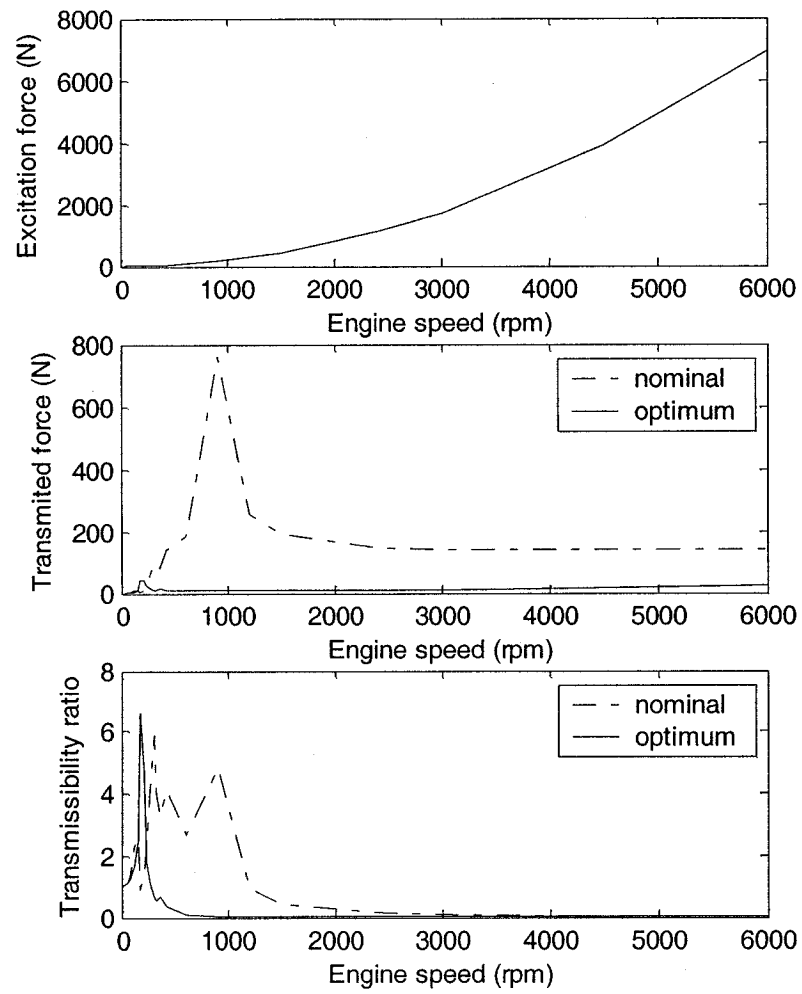 8000
6000
4000
2000
0
Excitation force (N)
0 1000 2000 3000 4000 5000 6000
Engine speed (rpm)
800
600
400
200
0
Transmited force (N)
nominal
optimum
0 1000 2000 3000 4000 5000 6000
Engine speed (rpm)
8
6
4
2
0
Transmissibility ratio
nominal
optimum
0 1000 2000 3000 4000 5000 6000
Engine speed (rpm)